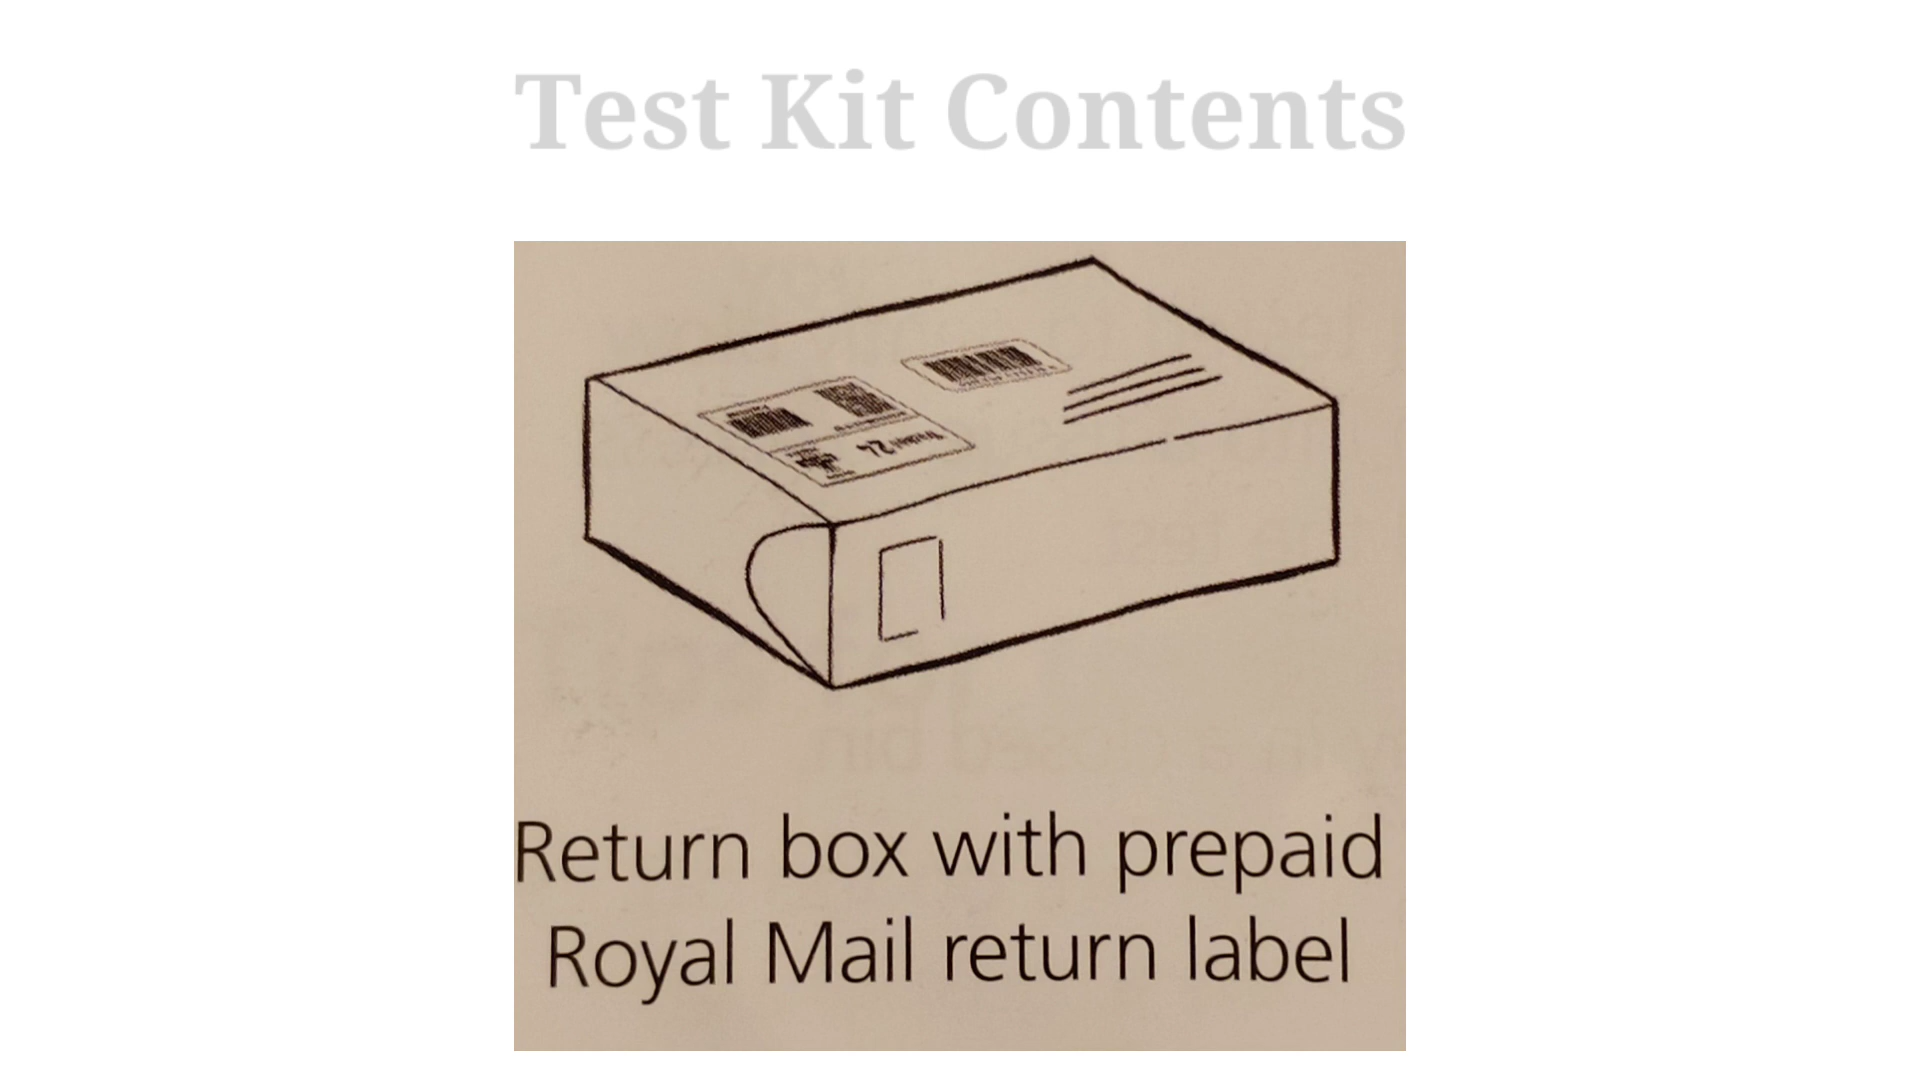 Test Kit Contents
Return box with prepaid
Royal Mail return label